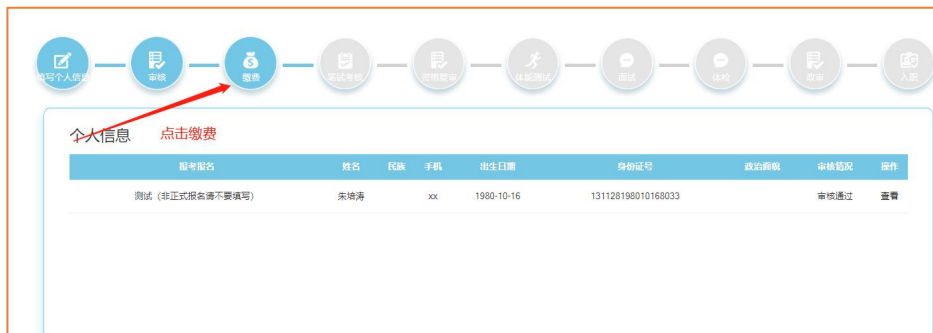 填写个人信息 审核 缴费 笔试考核 资格复审 体能测试 面试 体检 政审 入职
个人信息 点击缴费
报考报名 姓名 民族 手机 出生日期 身份证号 政治面貌 审核情况 操作
测试（非正式报名请不要填写） 朱培涛 xx 1980-10-16 131128198010168033 审核通过 查看